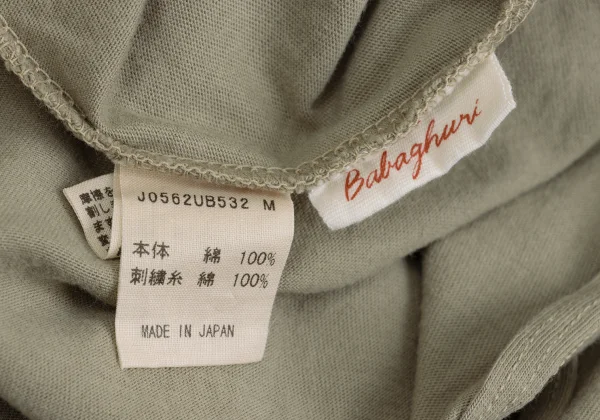 Babaghuri
J0562UB532 M
本体 綿 100%
刺繍糸 綿 100%
MADE IN JAPAN